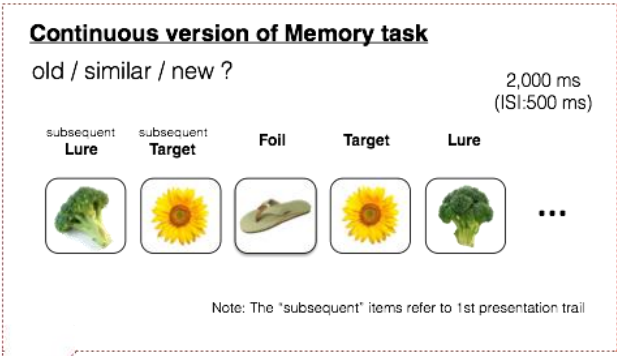 Continuous version of Memory task
old / similar / new ?
2,000 ms
(ISI:500 ms)
subsequent
Lure
subsequent
Target
Foil
Target
Lure
...
Note: The "subsequent" items refer to 1st presentation trail